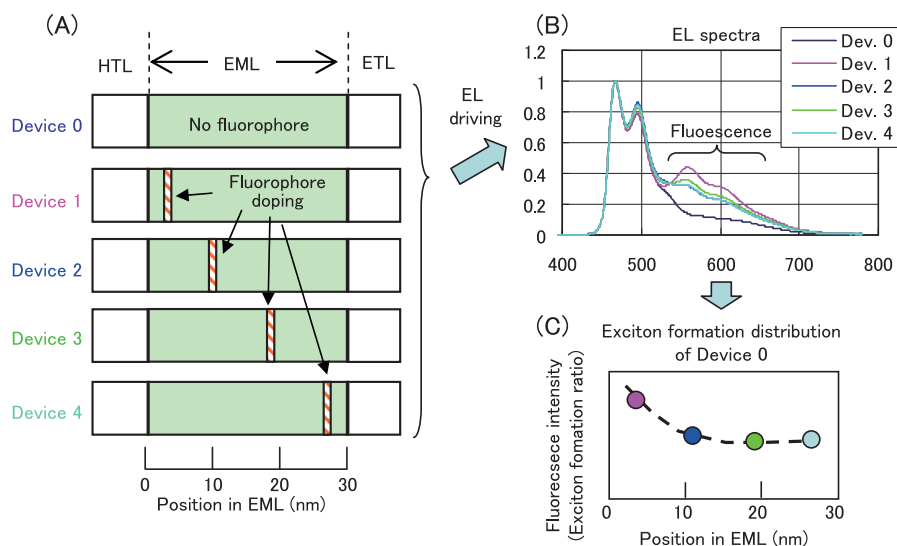 (A)
HTL
EML
ETL
Device 0
No fluorophore
Device 1
Fluorophore
doping
Device 2
Device 3
Device 4
0
10
20
30
Position in EML (nm)
EL
driving
(B)
EL spectra
1.2
1
0.8
0.6
0.4
0.2
0
400
500
600
700
800
Fluoescence
Dev. 0
Dev. 1
Dev. 2
Dev. 3
Dev. 4
(C)
Exciton formation distribution
of Device 0
Fluorecsece intensity
(Exciton formation ratio)
0
10
20
30
Position in EML (nm)